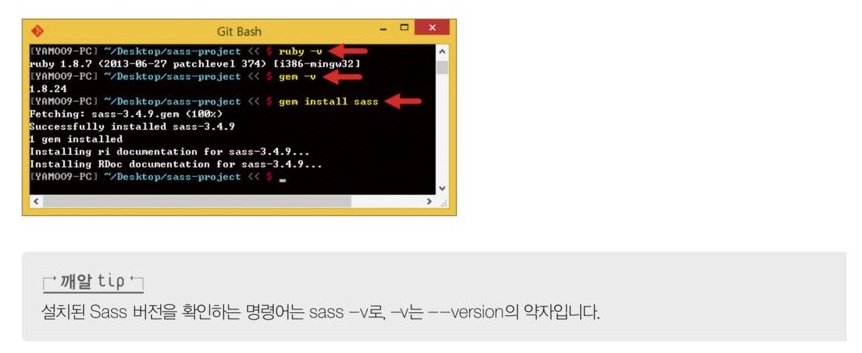 Git Bash
[YAMOO9-PC] ~/Desktop/sass-project << $ ruby -v
ruby 1.8.7 (2013-06-27 patchlevel 374) [i386-mingw32]
[YAMOO9-PC] ~/Desktop/sass-project << $ gem -v
1.8.24
[YAMOO9-PC] ~/Desktop/sass-project << $ gem install sass
Fetching: sass-3.4.9.gem (100%)
Successfully installed sass-3.4.9
1 gem installed
Installing ri documentation for sass-3.4.9...
Installing RDoc documentation for sass-3.4.9...
[YAMOO9-PC] ~/Desktop/sass-project << $ _
깨알 tip
설치된 Sass 버전을 확인하는 명령어는 sass -v로, -v는 --version의 약자입니다.